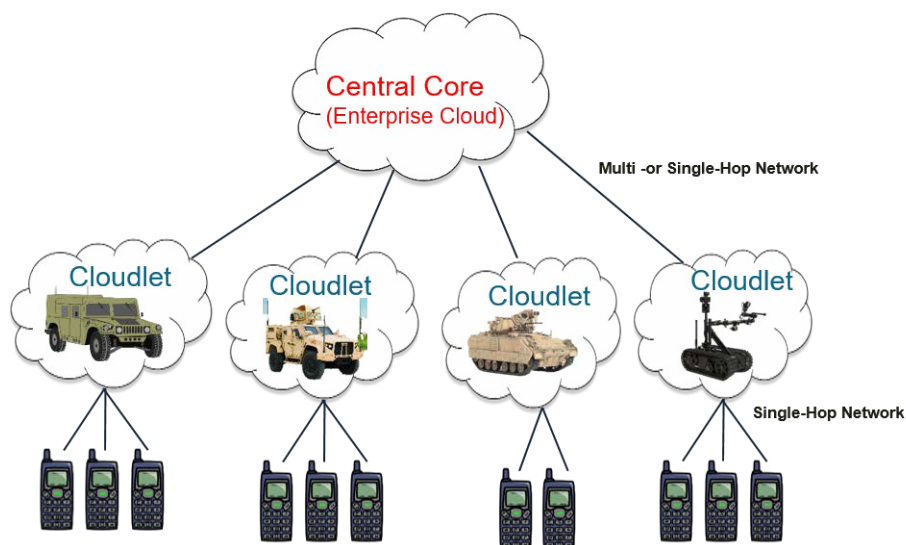 Central Core
(Enterprise Cloud)
Multi -or Single-Hop Network
Cloudlet
Cloudlet
Cloudlet
Cloudlet
Single-Hop Network